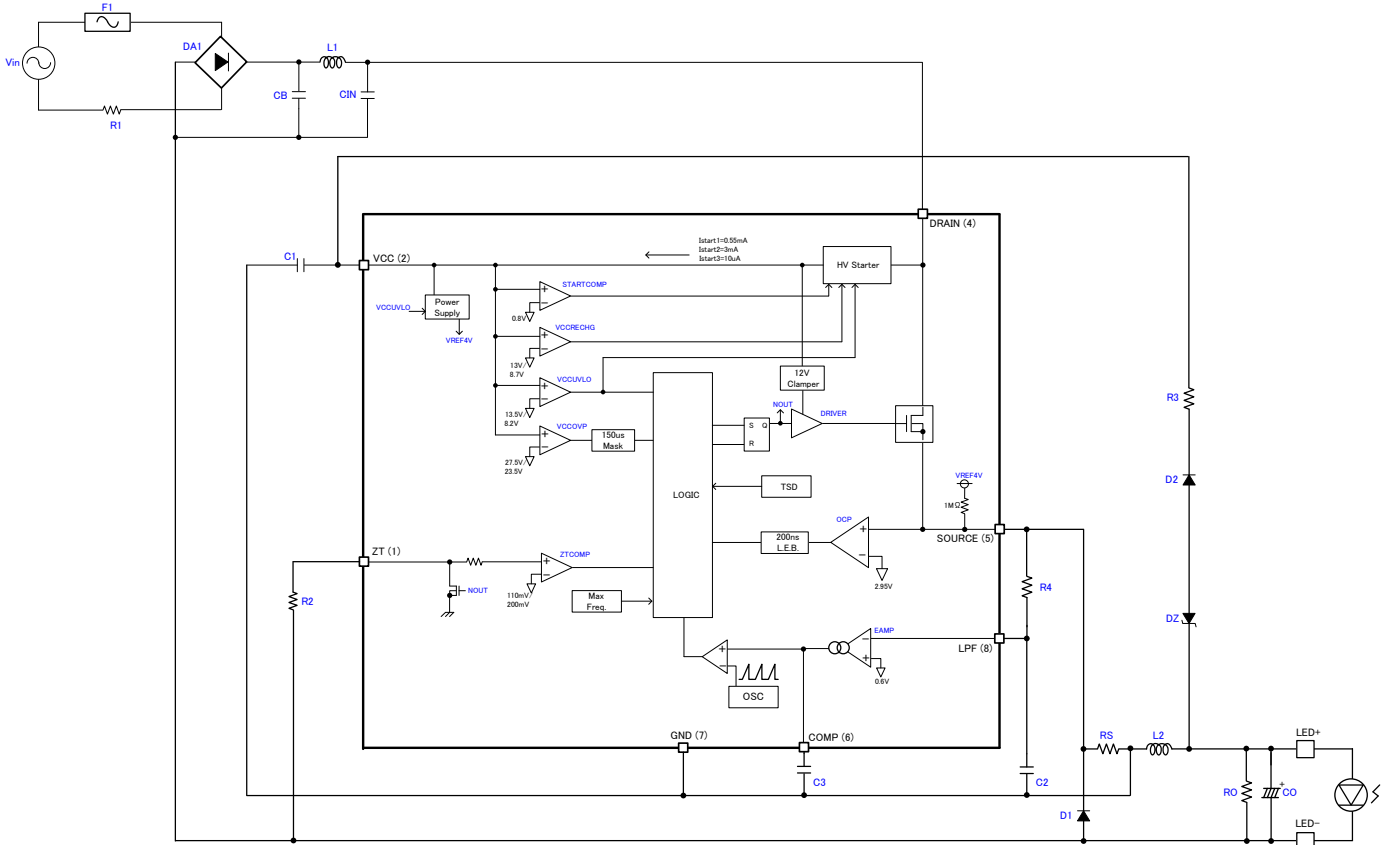 F1
Vin
DA1
L1
CB
CIN
R1
DRAIN (4)
C1
VCC (2)
Istart1=0.55mA
Istart2=3mA
Istart3=10uA
HV Starter
STARTCOMP
+
−
0.8V
VCCUVLO
Power
Supply
VREF4V
VCCRECHG
+
−
13V/
8.7V
12V
Clamper
VCCUVLO
+
−
13.5V/
8.2V
R3
NOUT
DRIVER
S Q
R
VCCOVP
+
−
150us
Mask
27.5V/
23.5V
D2
LOGIC
TSD
VREF4V
1MΩ
OCP
+
−
200ns
L.E.B.
2.95V
SOURCE (5)
ZT (1)
ZTCOMP
+
−
110mV/
200mV
NOUT
R2
Max
Freq.
R4
DZ
EAMP
−
+
0.6V
LPF (8)
+
−
OSC
GND (7)
COMP (6)
C3
C2
RS
L2
LED+
RO
+
CO
D1
LED-